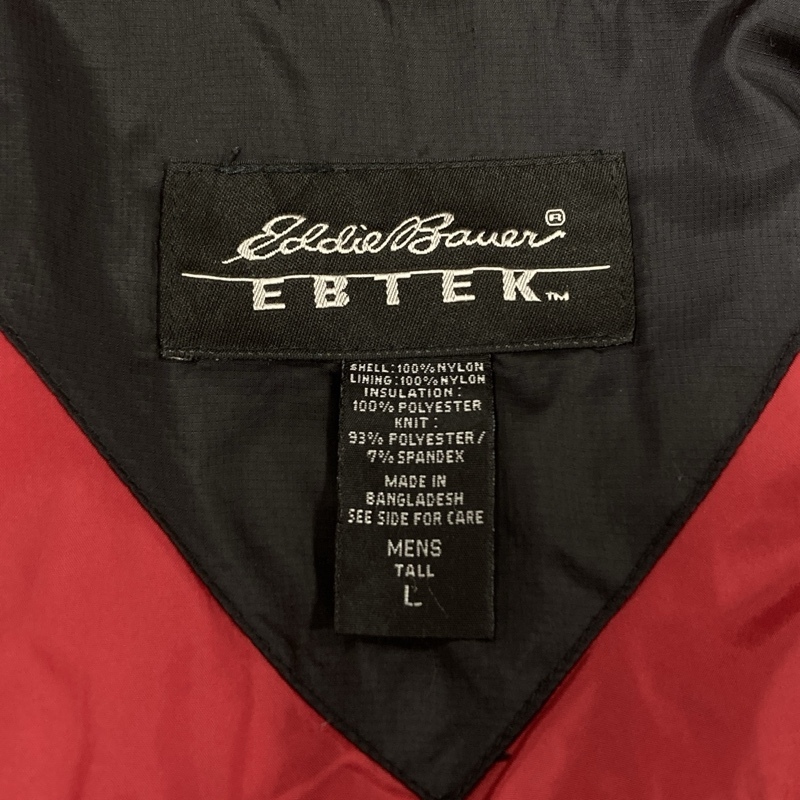 Eddie Bauer®
EBTEK™
SHELL:100%NYLON
LINING:100%NYLON
INSULATION:
100% POLYESTER
KNIT:
93% POLYESTER/
7% SPANDEX
MADE IN
BANGLADESH
SEE SIDE FOR CARE
MENS
TALL
L